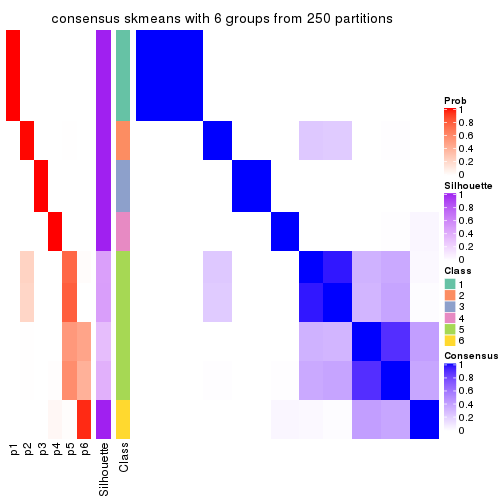 consensus skmeans with 6 groups from 250 partitions
Prob
1
0.8
0.6
0.4
0.2
0
Silhouette
1
0.8
0.6
0.4
0.2
0
Class
1
2
3
4
5
6
Consensus
1
0.8
0.6
0.4
0.2
0
p1
p2
p3
p4
p5
p6
Silhouette
Class